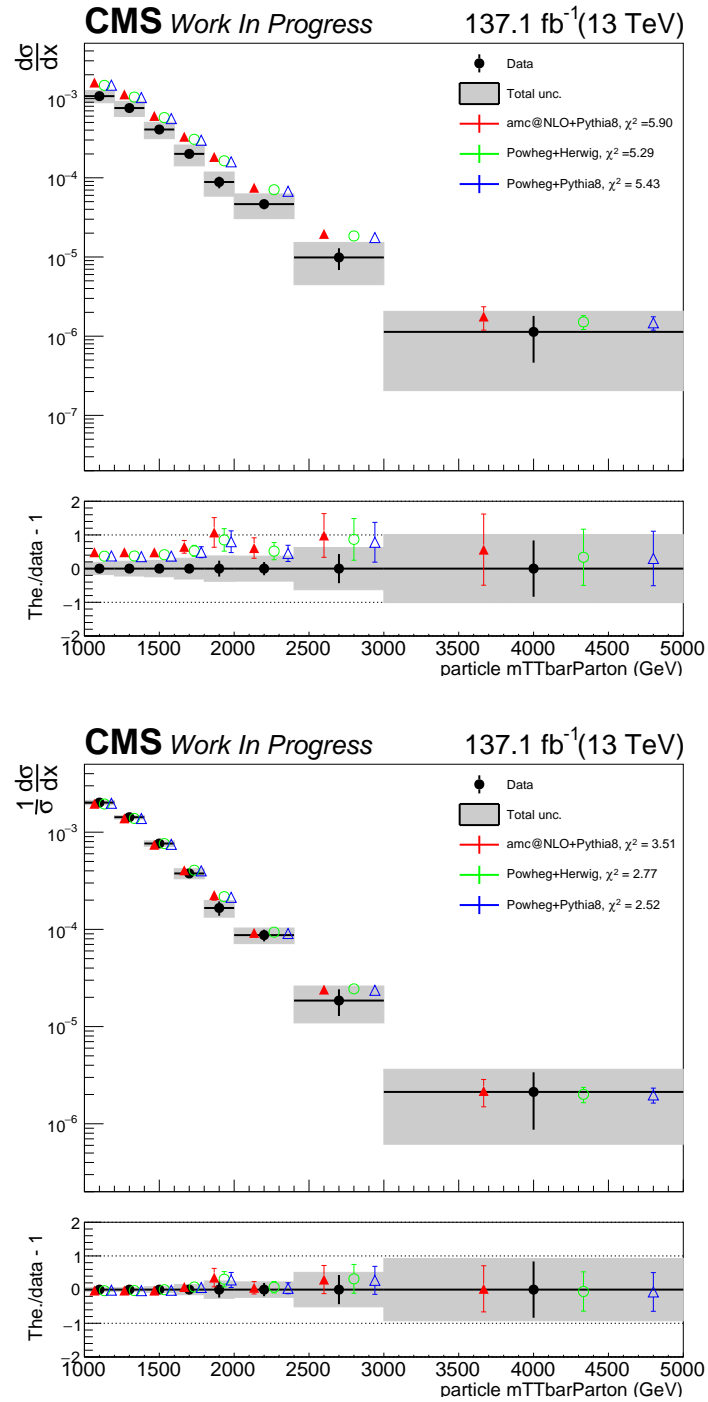 CMS Work In Progress 137.1 fb⁻¹(13 TeV)
dσ
dx
Data
Total unc.
amc@NLO+Pythia8, χ² =5.90
Powheg+Herwig, χ² =5.29
Powheg+Pythia8, χ² = 5.43
10⁻³
10⁻⁴
10⁻⁵
10⁻⁶
10⁻⁷
The./data - 1
2
1
0
−1
−2
1000 1500 2000 2500 3000 3500 4000 4500 5000
particle mTTbarParton (GeV)
CMS Work In Progress 137.1 fb⁻¹(13 TeV)
1 dσ
σ dx
Data
Total unc.
amc@NLO+Pythia8, χ² = 3.51
Powheg+Herwig, χ² = 2.77
Powheg+Pythia8, χ² = 2.52
10⁻³
10⁻⁴
10⁻⁵
10⁻⁶
The./data - 1
2
1
0
−1
−2
1000 1500 2000 2500 3000 3500 4000 4500 5000
particle mTTbarParton (GeV)